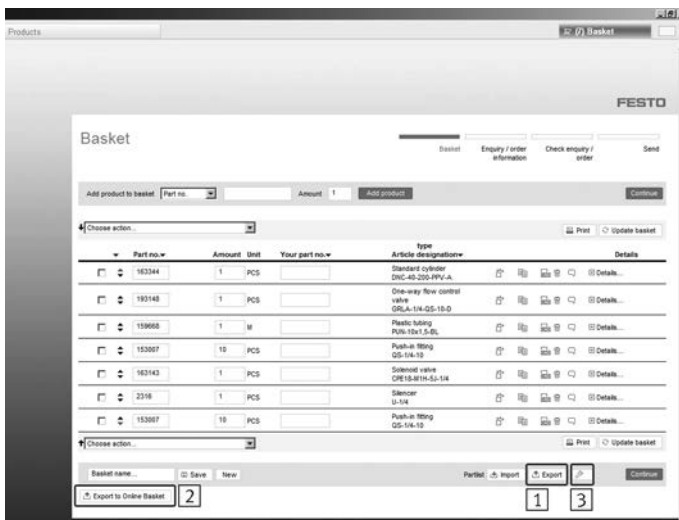 Products
(7) Basket
FESTO
Basket
Basket
Enquiry / order information
Check enquiry / order
Send
Add product to basket Part no. Amount 1 Add product Continue
Choose action... Print Update basket
Part no. Amount Unit Your part no. type Article designation Details
163344 1 PCS Standard cylinder DNC-40-200-PPV-A Details...
193148 1 PCS One-way flow control valve GRLA-1/4-QS-10-D Details...
159668 1 M Plastic tubing PUN-10x1,5-BL Details...
153007 10 PCS Push-in fitting QS-1/4-10 Details...
163143 1 PCS Solenoid valve CPE18-M1H-5J-1/4 Details...
2316 1 PCS Silencer U-1/4 Details...
153007 10 PCS Push-in fitting QS-1/4-10 Details...
Choose action... Print Update basket
Basket name... Save New Partlist Import Export Continue
Export to Online Basket 2 1 3